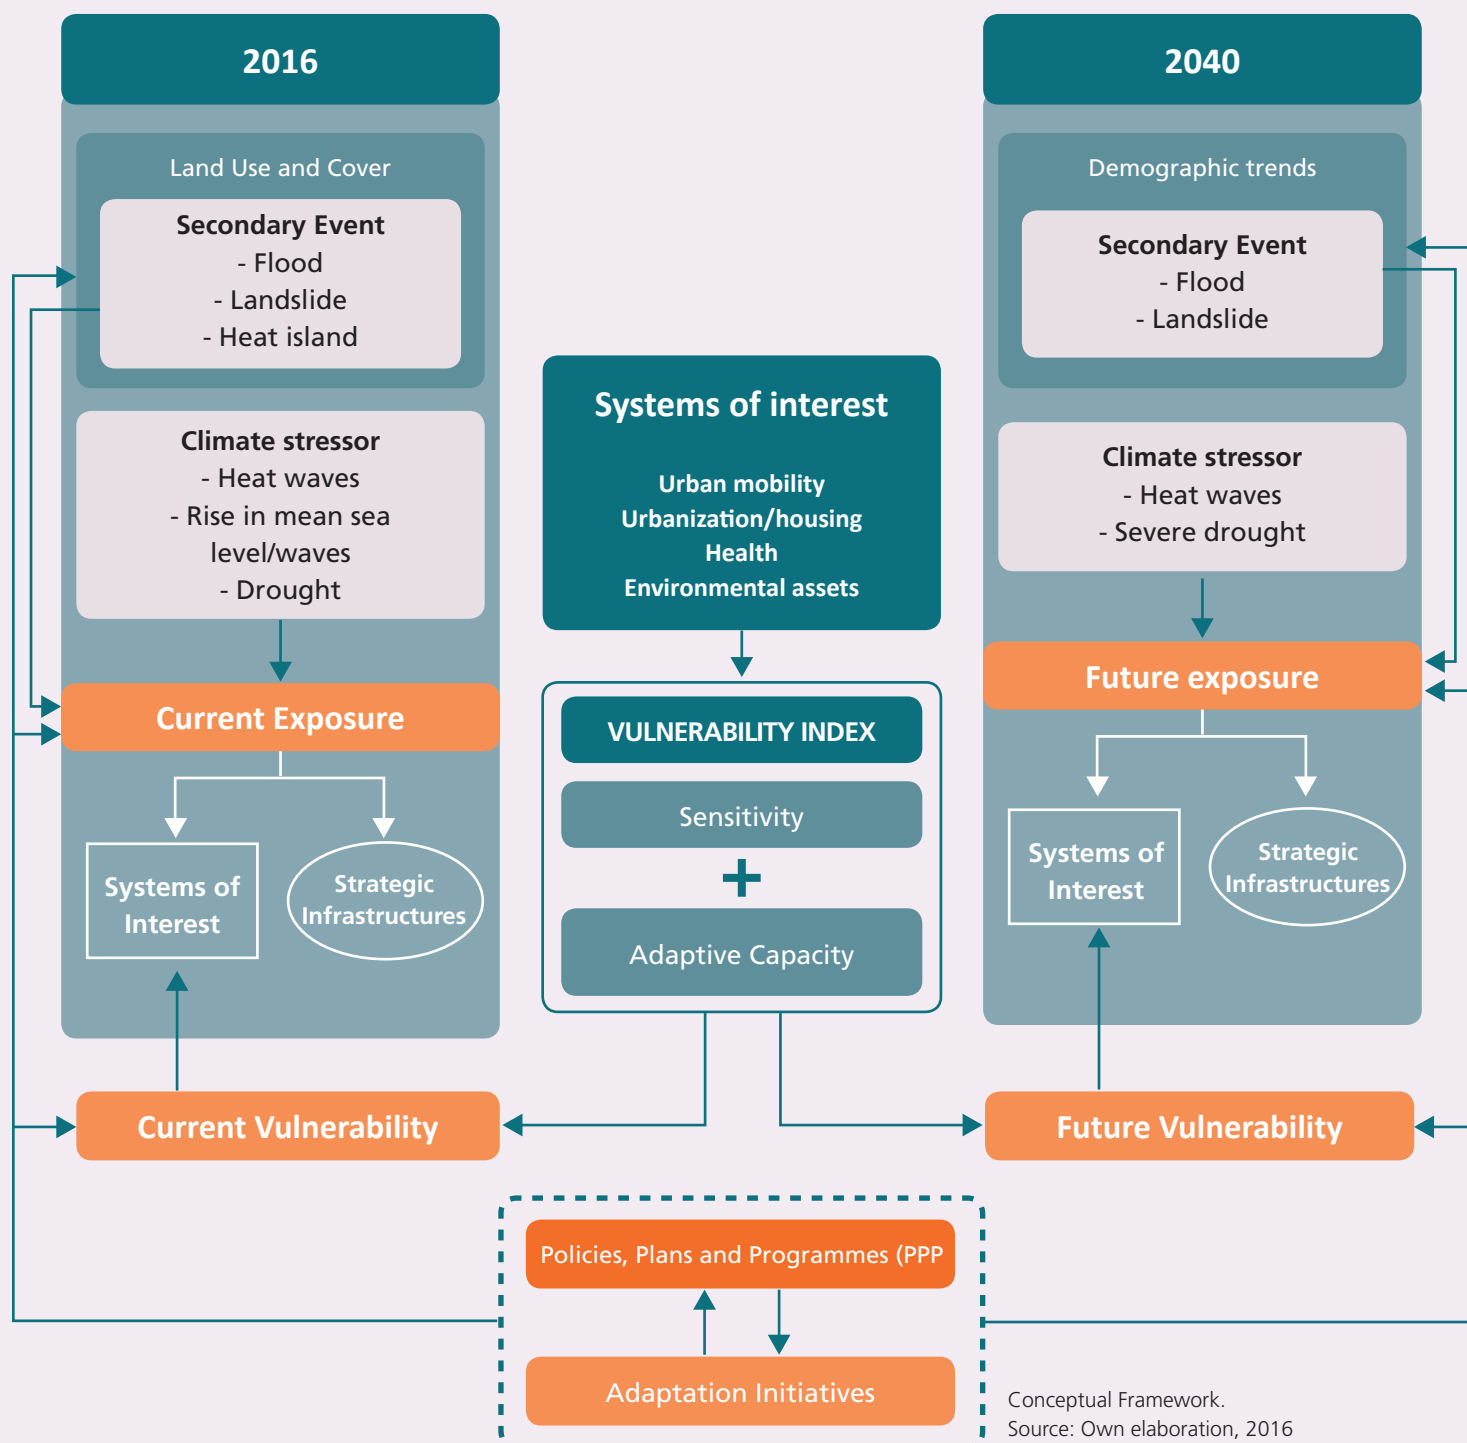 2016
Land Use and Cover
Secondary Event
- Flood
- Landslide
- Heat island
Climate stressor
- Heat waves
- Rise in mean sea
level/waves
- Drought
Current Exposure
Systems of
Interest
Strategic
Infrastructures
Current Vulnerability
Systems of interest
Urban mobility
Urbanization/housing
Health
Environmental assets
VULNERABILITY INDEX
Sensitivity
+
Adaptive Capacity
2040
Demographic trends
Secondary Event
- Flood
- Landslide
Climate stressor
- Heat waves
- Severe drought
Future exposure
Systems of
Interest
Strategic
Infrastructures
Future Vulnerability
Policies, Plans and Programmes (PPP
Adaptation Initiatives
Conceptual Framework.
Source: Own elaboration, 2016